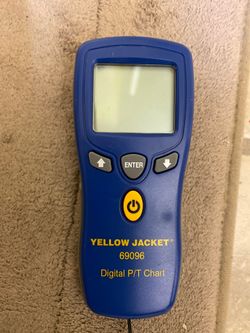 ENTER
YELLOW JACKET®
69096
Digital P/T Chart